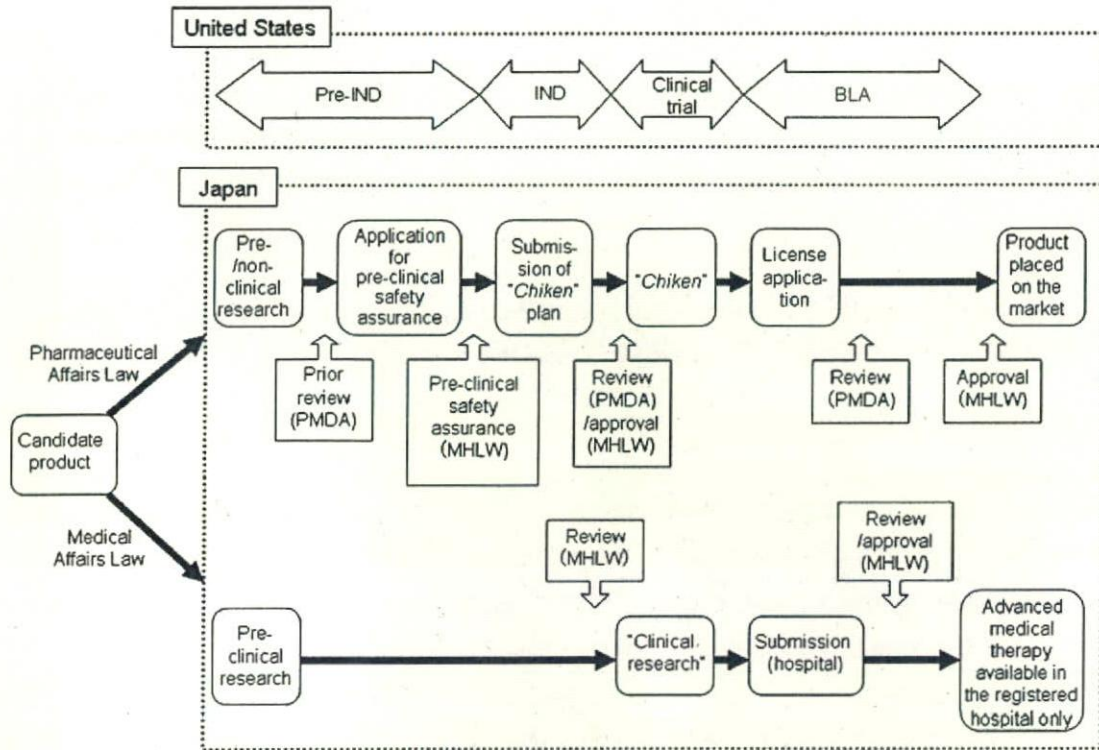 United States
Pre-IND
IND
Clinical
trial
BLA
Japan
Pre-
/non-
clinical
research
Application
for
pre-clinical
safety
assurance
Submis-
sion of
"Chiken"
plan
"Chiken"
License
applica-
tion
Product
placed
on the
market
Pharmaceutical
Affairs Law
Prior
review
(PMDA)
Pre-clinical
safety
assurance
(MHLW)
Review
(PMDA)
/approval
(MHLW)
Review
(PMDA)
Approval
(MHLW)
Candidate
product
Medical
Affairs Law
Review
(MHLW)
Review
/approval
(MHLW)
Pre-
clinical
research
"Clinical
research"
Submission
(hospital)
Advanced
medical
therapy
available in
the registered
hospital only